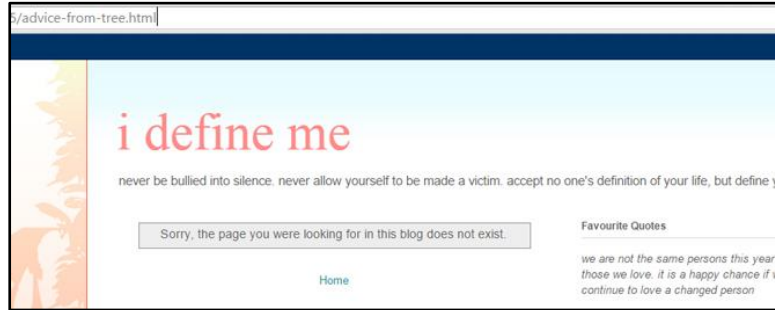 5/advice-from-tree.html
i define me
never be bullied into silence. never allow yourself to be made a victim. accept no one's definition of your life, but define
Sorry, the page you were looking for in this blog does not exist.
Home
Favourite Quotes
we are not the same persons this year
those we love. it is a happy chance if
continue to love a changed person